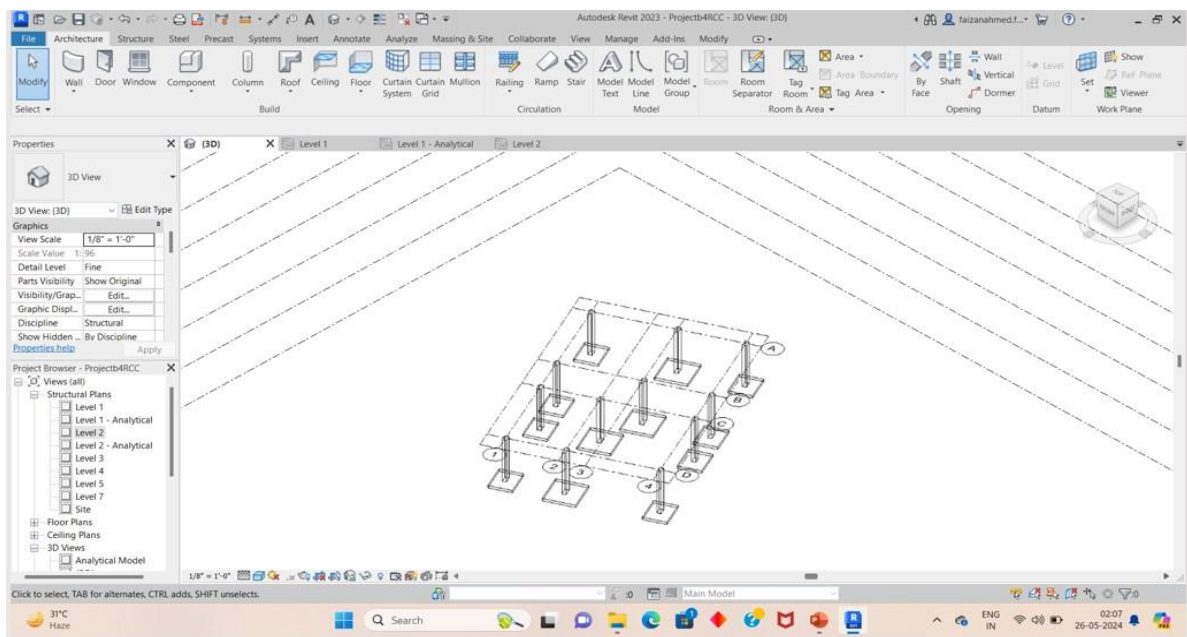 Autodesk Revit 2023 - Projectb4RCC - 3D View: {3D}
faizanahmed.f...
File Architecture Structure Steel Precast Systems Insert Annotate Analyze Massing & Site Collaborate View Manage Add-Ins Modify
Modify Wall Door Window Component Column Roof Ceiling Floor Curtain System Curtain Grid Mullion Railing Ramp Stair Model Text Model Line Model Group Room Room Separator Tag Room
Area
Area Boundary
Tag Area
By Face Shaft
Wall
Vertical
Dormer
Level
Grid
Set
Show
Ref Plane
Viewer
Select Build Circulation Model Room & Area Opening Datum Work Plane
Properties
{3D} Level 1 Level 1 - Analytical Level 2
3D View
3D View: {3D} Edit Type
Graphics
View Scale 1/8" = 1'-0"
Scale Value 1: 96
Detail Level Fine
Parts Visibility Show Original
Visibility/Grap... Edit...
Graphic Displ... Edit...
Discipline Structural
Show Hidden ... By Discipline
Properties help Apply
Project Browser - Projectb4RCC
Views (all)
Structural Plans
Level 1
Level 1 - Analytical
Level 2
Level 2 - Analytical
Level 3
Level 4
Level 5
Level 7
Site
Floor Plans
Ceiling Plans
3D Views
Analytical Model
TOP
A
B
C
D
1
2
3
4
1/8" = 1'-0"
Click to select, TAB for alternates, CTRL adds, SHIFT unselects.
:0 Main Model
:0
31°C
Haze
Search
ENG
IN
02:07
26-05-2024